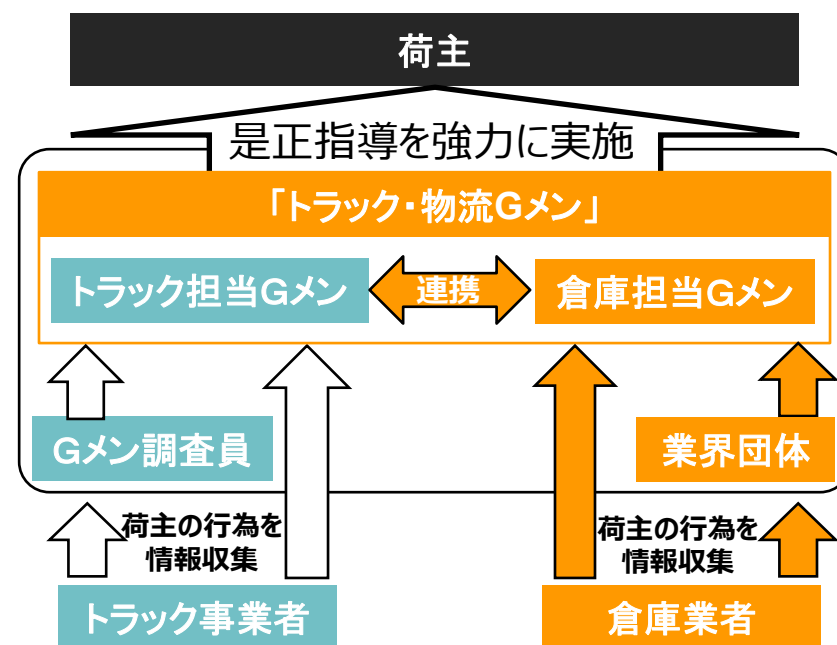 荷主
是正指導を強力に実施
「トラック・物流Gメン」
トラック担当Gメン
連携
倉庫担当Gメン
Gメン調査員
業界団体
荷主の行為を
情報収集
荷主の行為を
情報収集
トラック事業者
倉庫業者